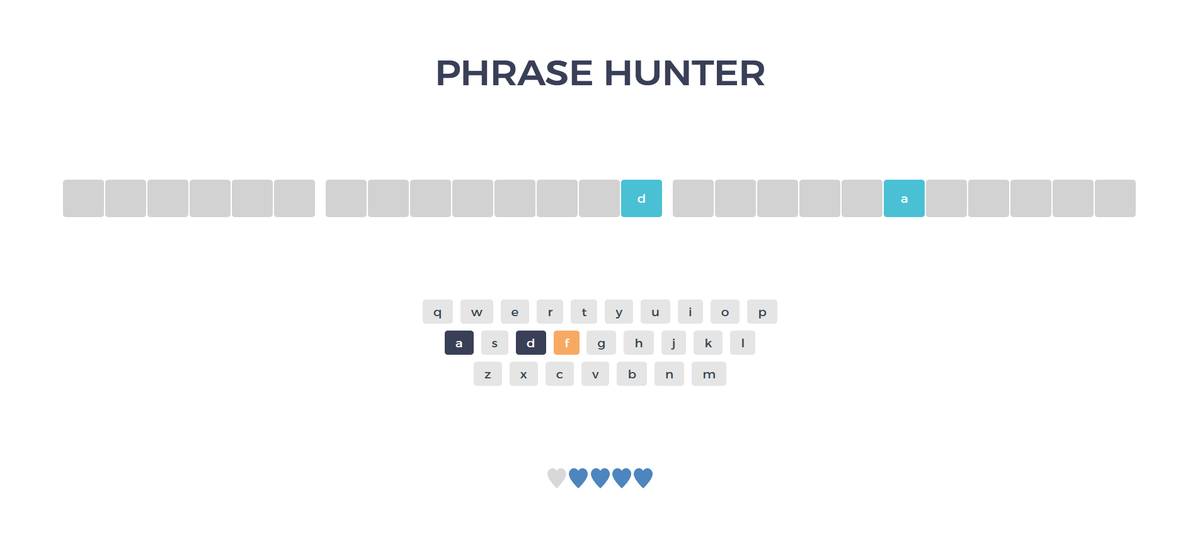 PHRASE HUNTER
d a
q w e r t y u i o p
a s d f g h j k l
z x c v b n m